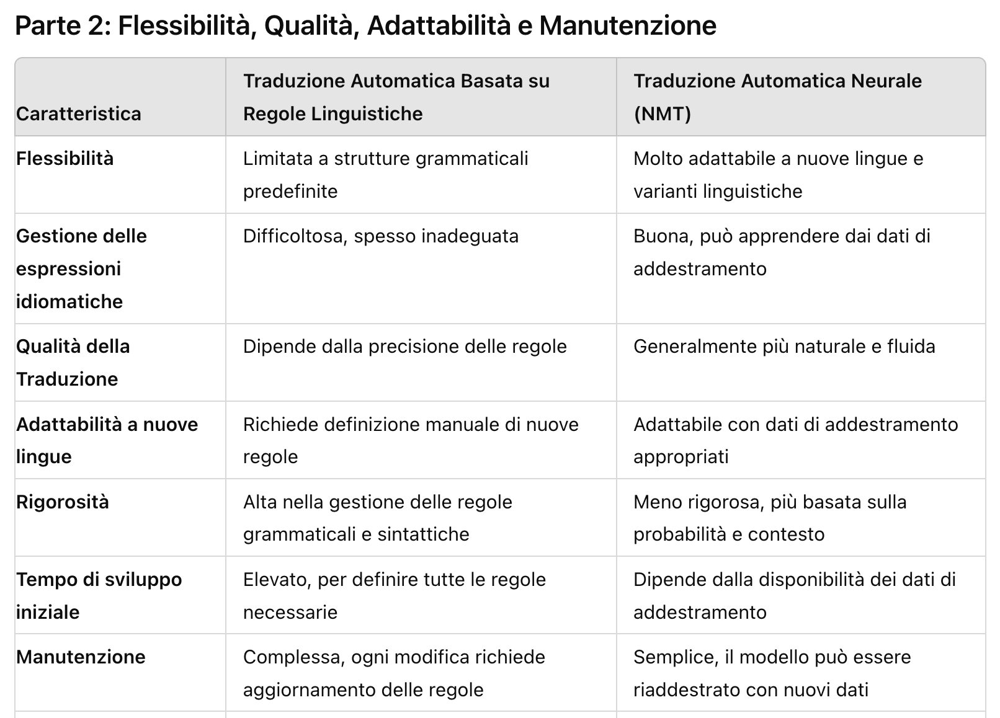 Parte 2: Flessibilità, Qualità, Adattabilità e Manutenzione
Caratteristica
Traduzione Automatica Basata su
Regole Linguistiche
Traduzione Automatica Neurale
(NMT)
Flessibilità
Limitata a strutture grammaticali
predefinite
Molto adattabile a nuove lingue e
varianti linguistiche
Gestione delle
espressioni
idiomatiche
Difficoltosa, spesso inadeguata
Buona, può apprendere dai dati di
addestramento
Qualità della
Traduzione
Dipende dalla precisione delle regole
Generalmente più naturale e fluida
Adattabilità a nuove
lingue
Richiede definizione manuale di nuove
regole
Adattabile con dati di addestramento
appropriati
Rigorosità
Alta nella gestione delle regole
grammaticali e sintattiche
Meno rigorosa, più basata sulla
probabilità e contesto
Tempo di sviluppo
iniziale
Elevato, per definire tutte le regole
necessarie
Dipende dalla disponibilità dei dati di
addestramento
Manutenzione
Complessa, ogni modifica richiede
aggiornamento delle regole
Semplice, il modello può essere
riaddestrato con nuovi dati